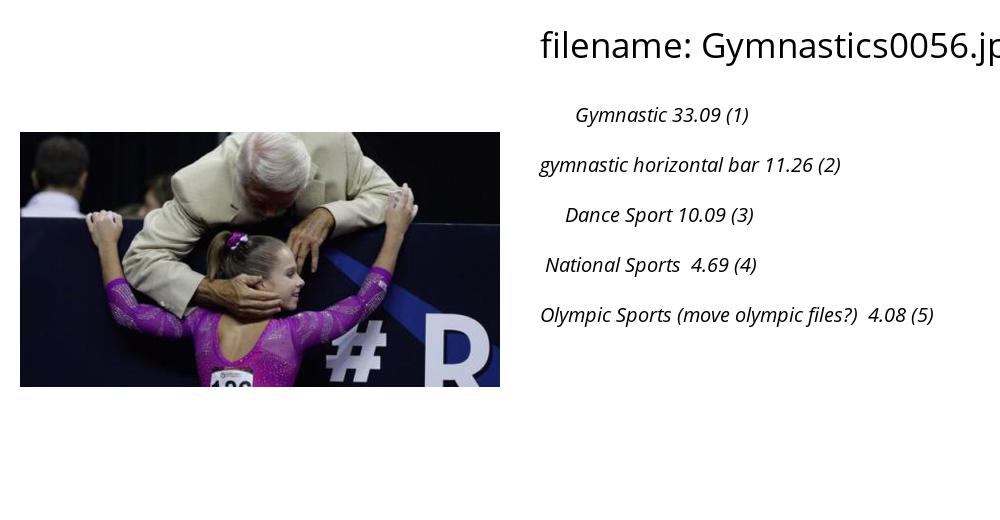 filename: Gymnastics0056.jp
Gymnastic 33.09 (1)
gymnastic horizontal bar 11.26 (2)
Dance Sport 10.09 (3)
National Sports 4.69 (4)
Olympic Sports (move olympic files?) 4.08 (5)
# R